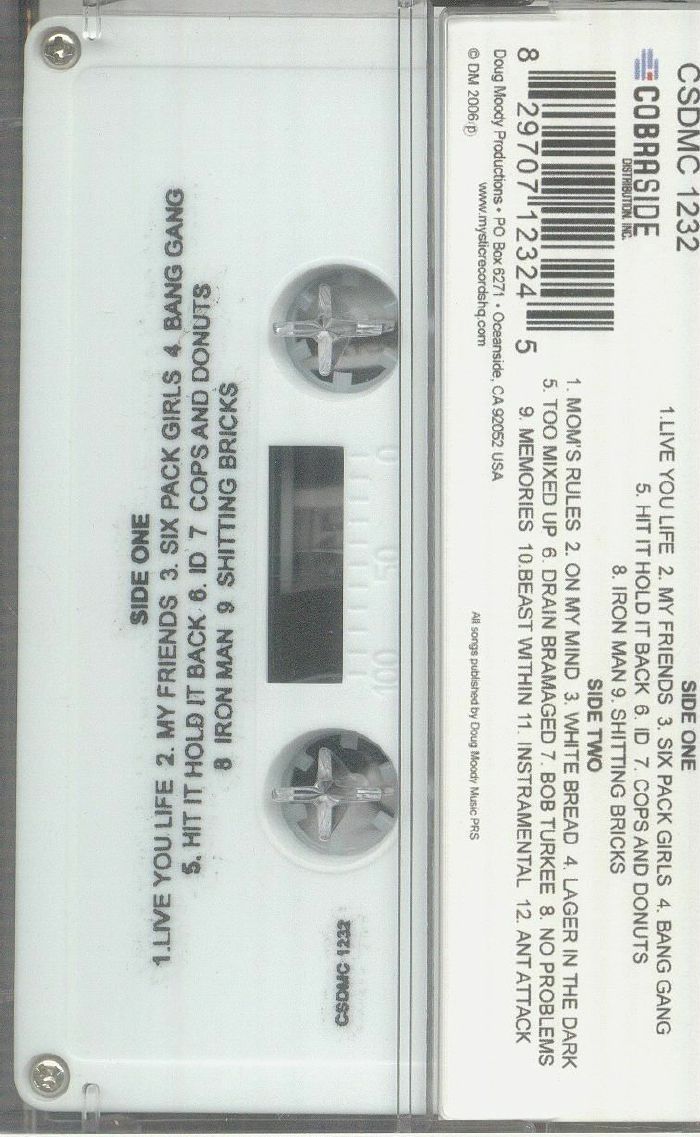 SIDE ONE
1.LIVE YOU LIFE 2. MY FRIENDS 3. SIX PACK GIRLS 4. BANG GANG
5. HIT IT HOLD IT BACK 6. ID 7 COPS AND DONUTS
8 IRON MAN 9 SHITTING BRICKS
0 50 100
CSDMC 1232
CSDMC 1232
COBRASIDE
DISTRIBUTION, INC.
8 29707 12324 5
Doug Moody Productions • PO Box 6271 • Oceanside, CA 92052 USA
© DM 2006 ℗ www.mysticrecordshq.com
SIDE ONE
1.LIVE YOU LIFE 2. MY FRIENDS 3. SIX PACK GIRLS 4. BANG GANG
5. HIT IT HOLD IT BACK 6. ID 7. COPS AND DONUTS
8. IRON MAN 9. SHITTING BRICKS
SIDE TWO
1. MOM'S RULES 2. ON MY MIND 3. WHITE BREAD 4. LAGER IN THE DARK
5. TOO MIXED UP 6. DRAIN BRAMAGED 7. BOB TURKEE 8. NO PROBLEMS
9. MEMORIES 10.BEAST WITHIN 11. INSTRAMENTAL 12. ANT ATTACK
All songs published by Doug Moody Music PRS